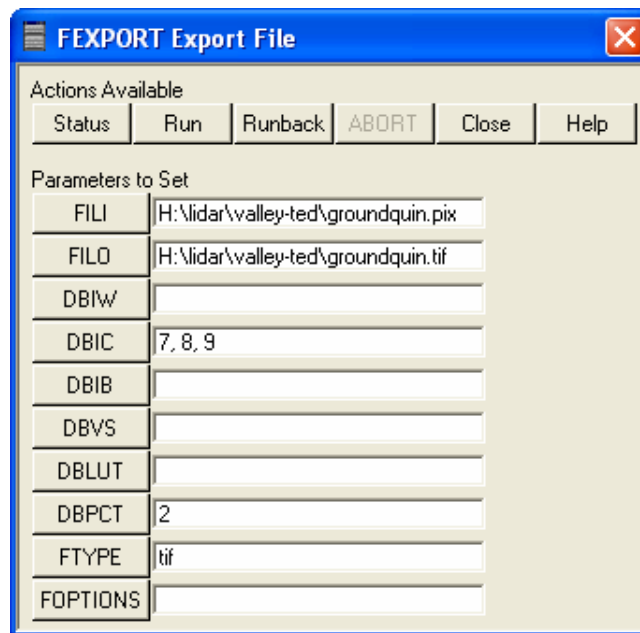 FEXPORT Export File
Actions Available
Status Run Runback ABORT Close Help
Parameters to Set
FILI H:\lidar\valley-ted\groundquin.pix
FILO H:\lidar\valley-ted\groundquin.tif
DBIW
DBIC 7, 8, 9
DBIB
DBVS
DBLUT
DBPCT 2
FTYPE tif
FOPTIONS